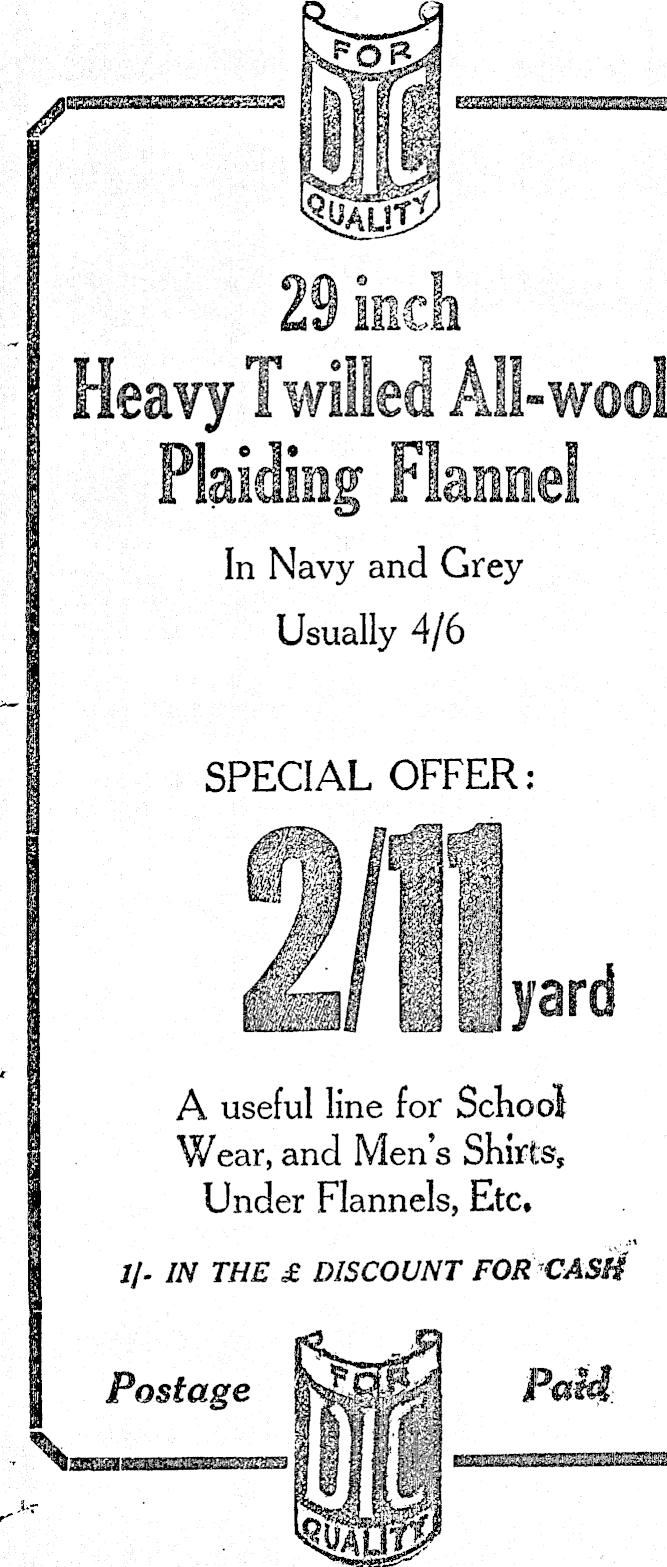 FOR
DIC
QUALITY
29 inch
Heavy Twilled All-wool
Plaiding Flannel
In Navy and Grey
Usually 4/6
SPECIAL OFFER:
2/11 yard
A useful line for School
Wear, and Men's Shirts,
Under Flannels, Etc.
1/- IN THE £ DISCOUNT FOR CASH
Postage Paid
FOR
DIC
QUALITY